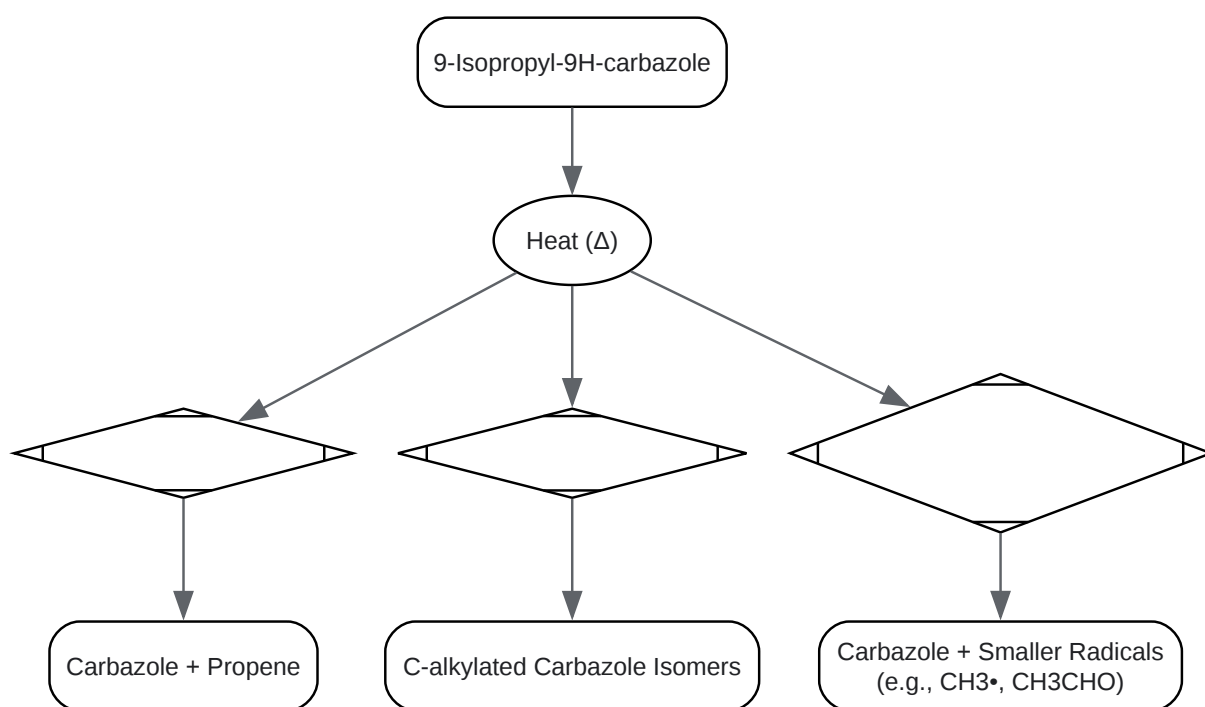 9-Isopropyl-9H-carbazole
Heat (Δ)
Carbazole + Propene
C-alkylated Carbazole Isomers
Carbazole + Smaller Radicals
(e.g., CH3•, CH3CHO)